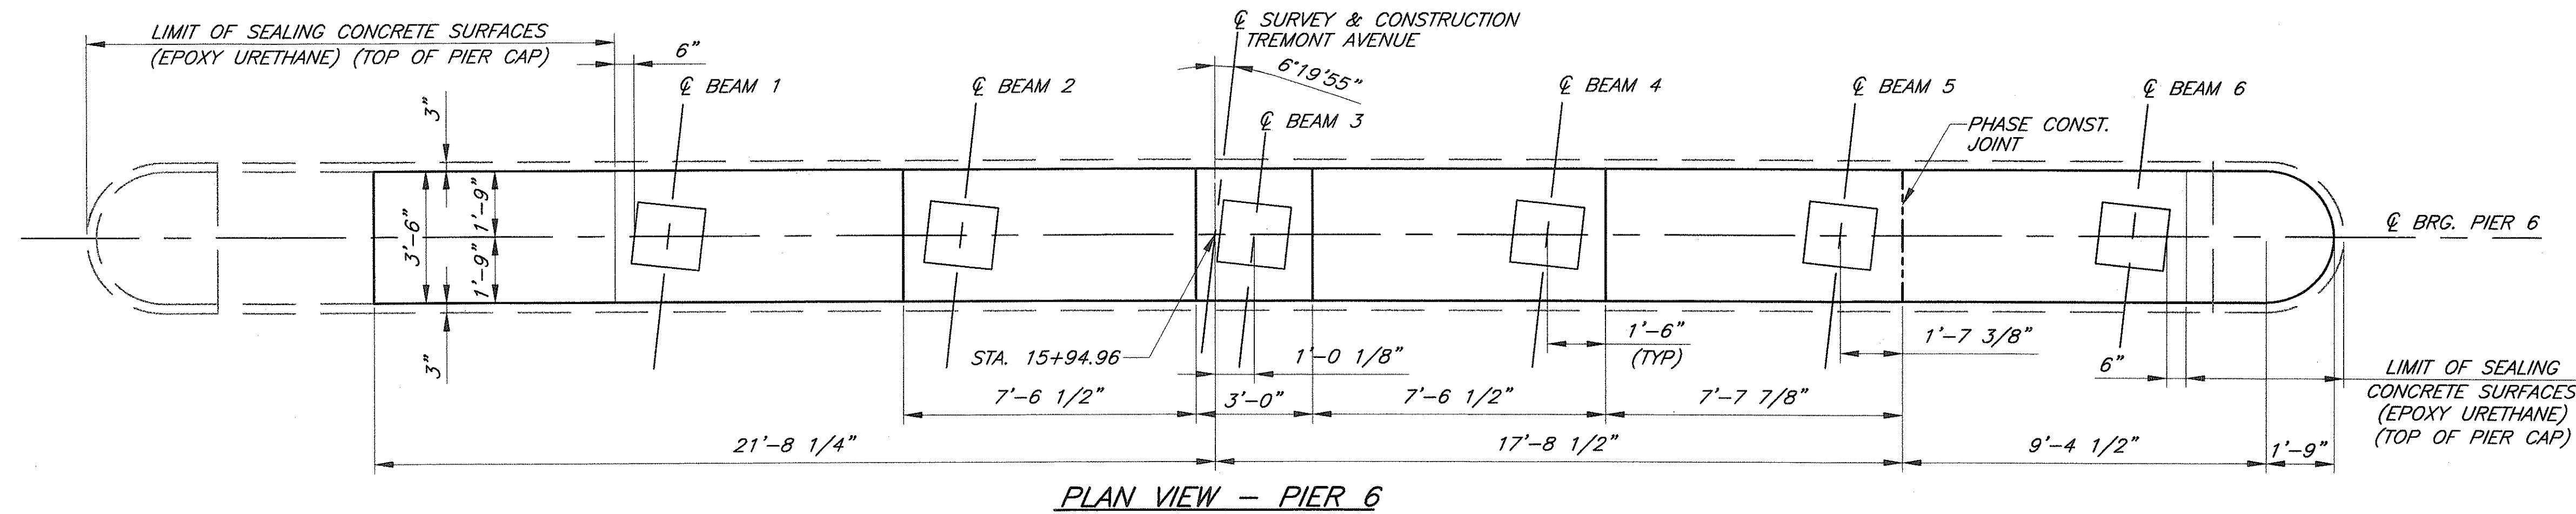 LIMIT OF SEALING CONCRETE SURFACES
(EPOXY URETHANE) (TOP OF PIER CAP)
6"
℄ SURVEY & CONSTRUCTION
TREMONT AVENUE
6°19'55"
℄ BEAM 1
℄ BEAM 2
℄ BEAM 3
℄ BEAM 4
℄ BEAM 5
℄ BEAM 6
PHASE CONST.
JOINT
3"
3'-6"
1'-9"
1'-9"
3"
℄ BRG. PIER 6
STA. 15+94.96
1'-0 1/8"
1'-6"
(TYP)
1'-7 3/8"
6"
LIMIT OF SEALING
CONCRETE SURFACES
(EPOXY URETHANE)
(TOP OF PIER CAP)
7'-6 1/2"
3'-0"
7'-6 1/2"
7'-7 7/8"
21'-8 1/4"
17'-8 1/2"
9'-4 1/2"
1'-9"
PLAN VIEW - PIER 6